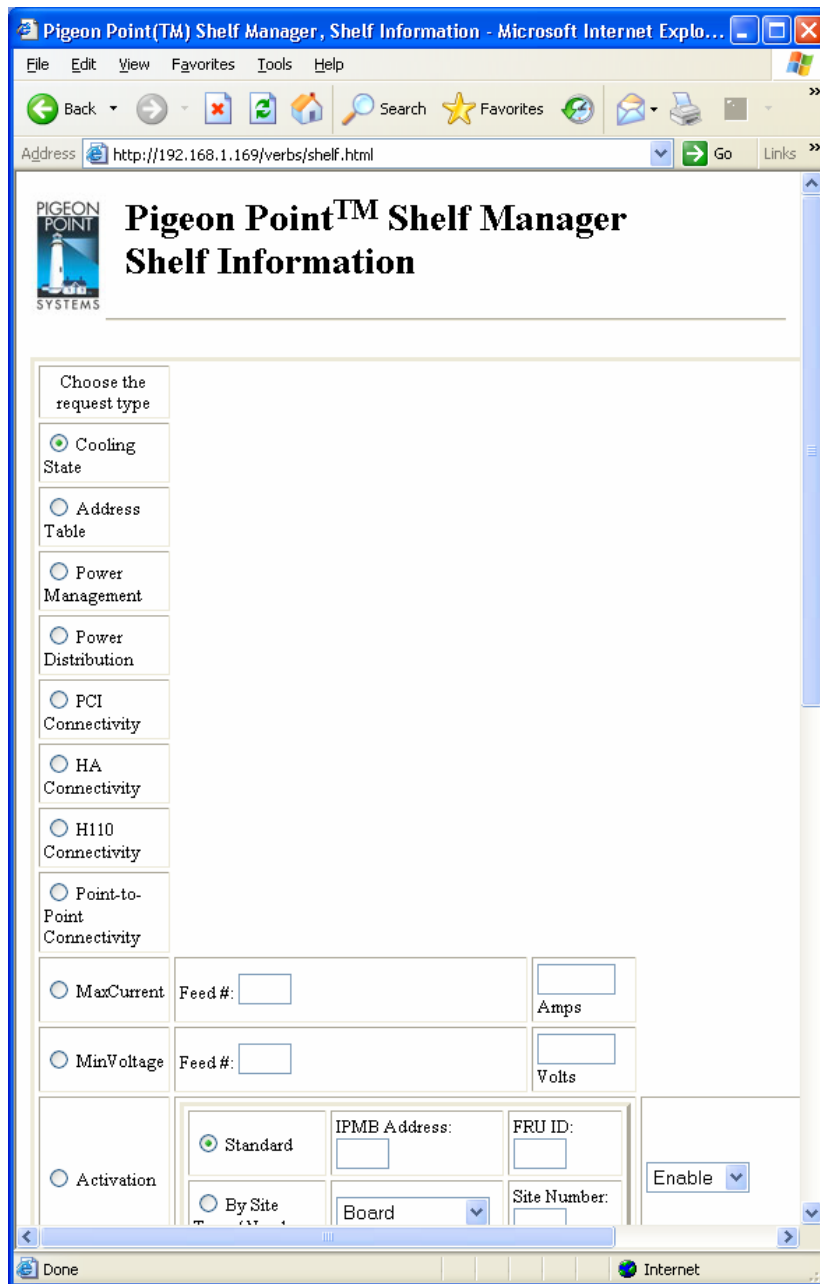 Pigeon Point(TM) Shelf Manager, Shelf Information - Microsoft Internet Explo...
File Edit View Favorites Tools Help
Back Search Favorites
Address http://192.168.1.169/verbs/shelf.html Go Links
PIGEON
POINT
SYSTEMS
Pigeon Point™ Shelf Manager
Shelf Information
Choose the
request type
Cooling
State
Address
Table
Power
Management
Power
Distribution
PCI
Connectivity
HA
Connectivity
H110
Connectivity
Point-to-
Point
Connectivity
MaxCurrent Feed #: Amps
MinVoltage Feed #: Volts
Activation
Standard IPMB Address: FRU ID:
Enable
By Site
Board Site Number:
Done Internet